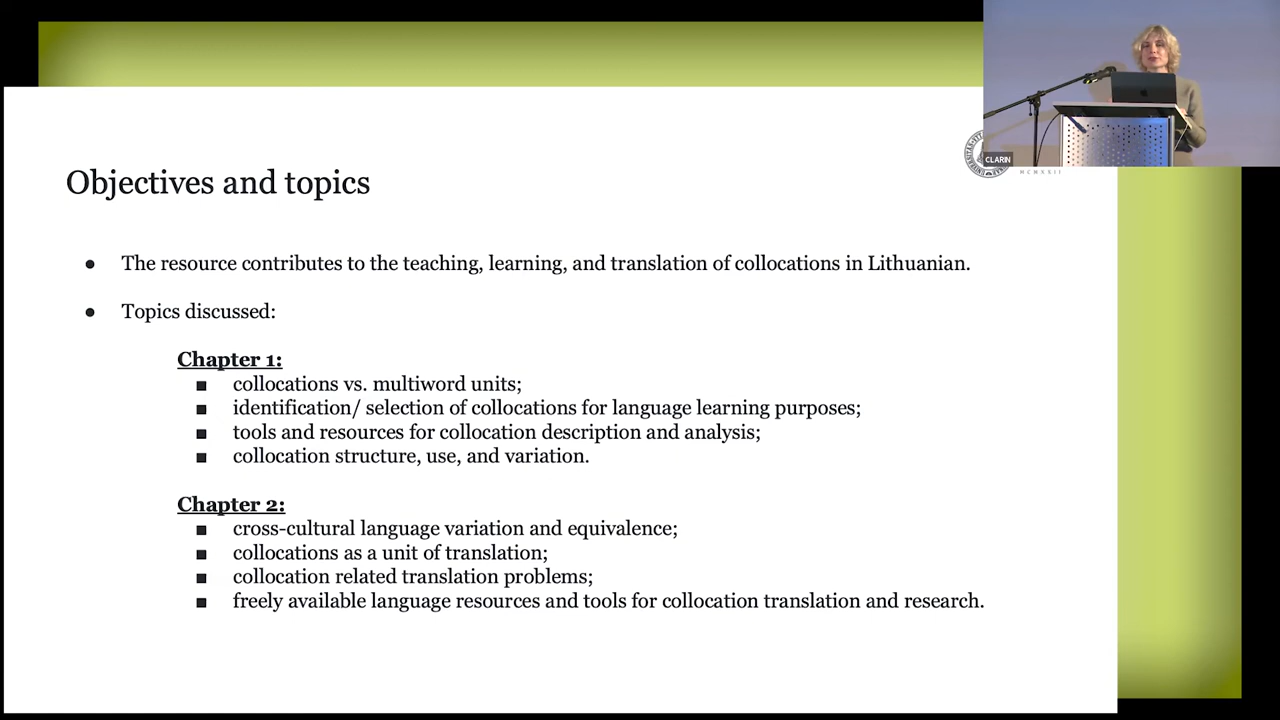 Objectives and topics
CLARIN
MCMXXII
● The resource contributes to the teaching, learning, and translation of collocations in Lithuanian.
● Topics discussed:
Chapter 1:
■ collocations vs. multiword units;
■ identification/ selection of collocations for language learning purposes;
■ tools and resources for collocation description and analysis;
■ collocation structure, use, and variation.
Chapter 2:
■ cross-cultural language variation and equivalence;
■ collocations as a unit of translation;
■ collocation related translation problems;
■ freely available language resources and tools for collocation translation and research.